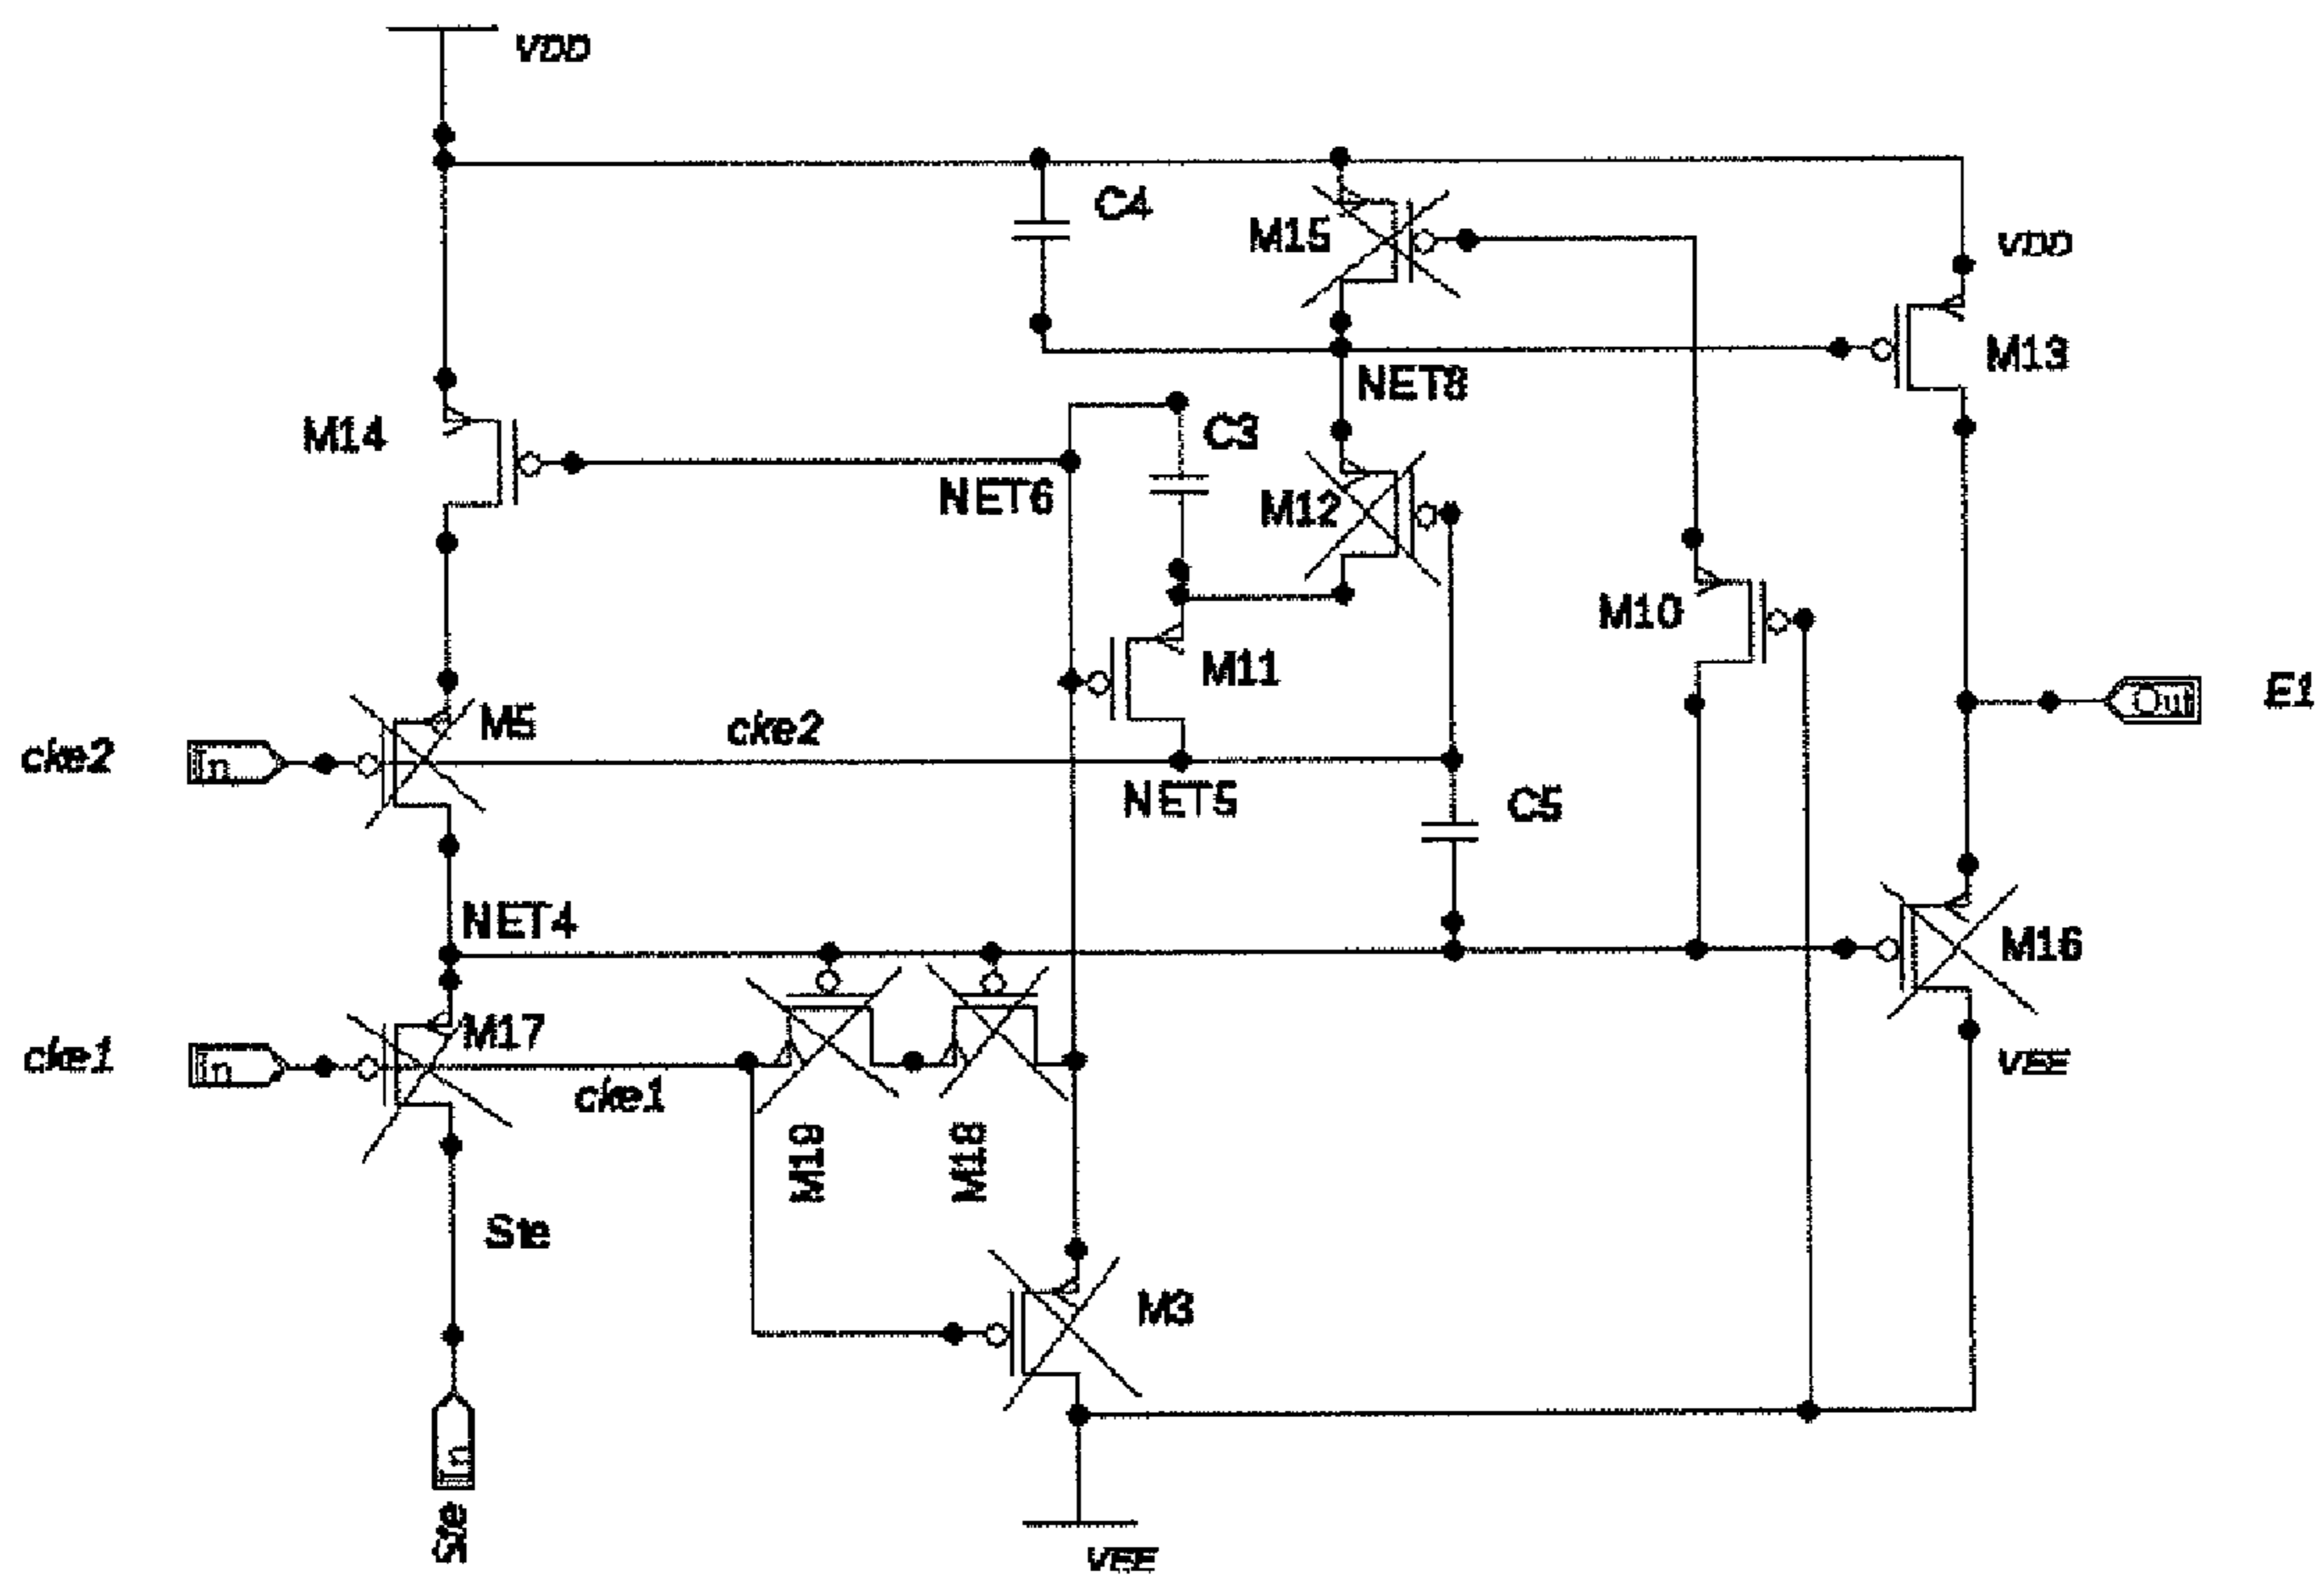 VDD
C4
M15
VDD
M13
NET8
M14
C3
NET6
M12
M10
M11
Out
E1
M5
cke2
cke2
In
NET5
C5
NET4
M16
M17
cke1
In
cke1
VEE
M19
M18
Ste
M3
In
Ste
VEE